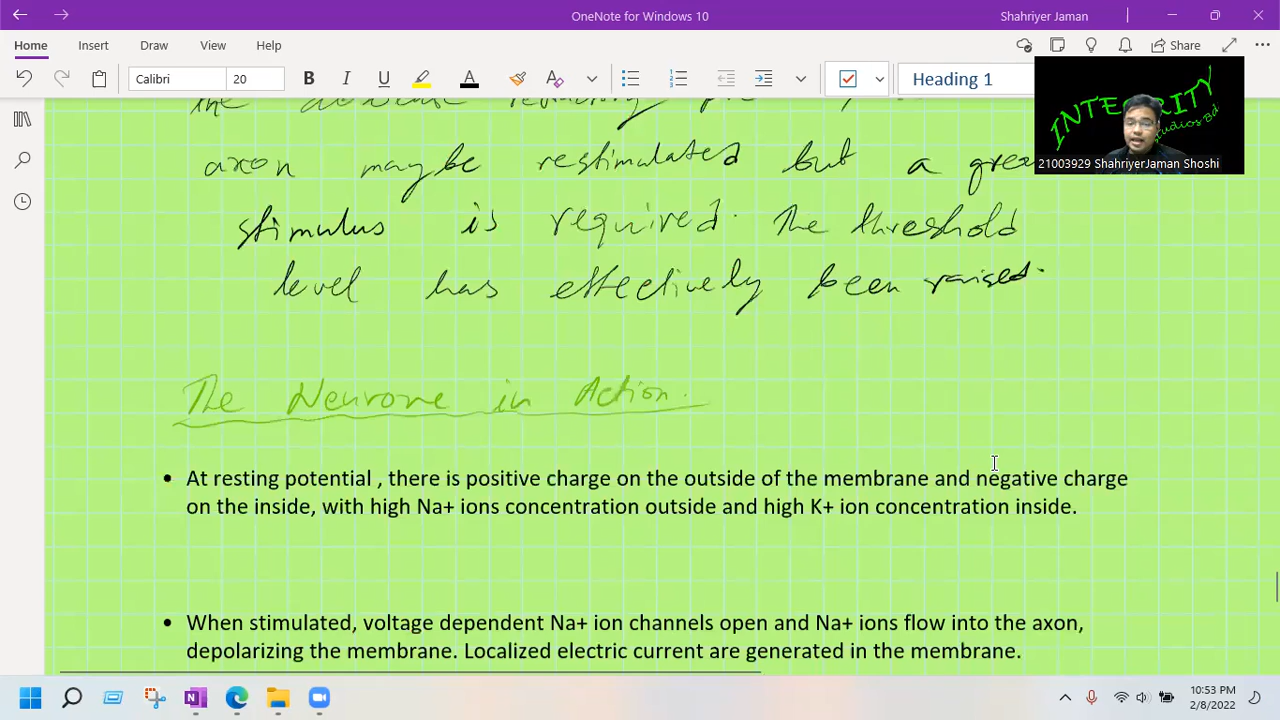 OneNote for Windows 10
Shahriyer Jaman
Home Insert Draw View Help
Share
Calibri 20 B I U A Heading 1
INTEGRITY
Studios Bd
21003929 ShahriyerJaman Shoshi
the
axon may be restimulated but a
stimulus is required. The threshold
level has effectively been raised.
The Neurone in Action.
• At resting potential , there is positive charge on the outside of the membrane and negative charge
on the inside, with high Na+ ions concentration outside and high K+ ion concentration inside.
• When stimulated, voltage dependent Na+ ion channels open and Na+ ions flow into the axon,
depolarizing the membrane. Localized electric current are generated in the membrane.
10:53 PM
2/8/2022